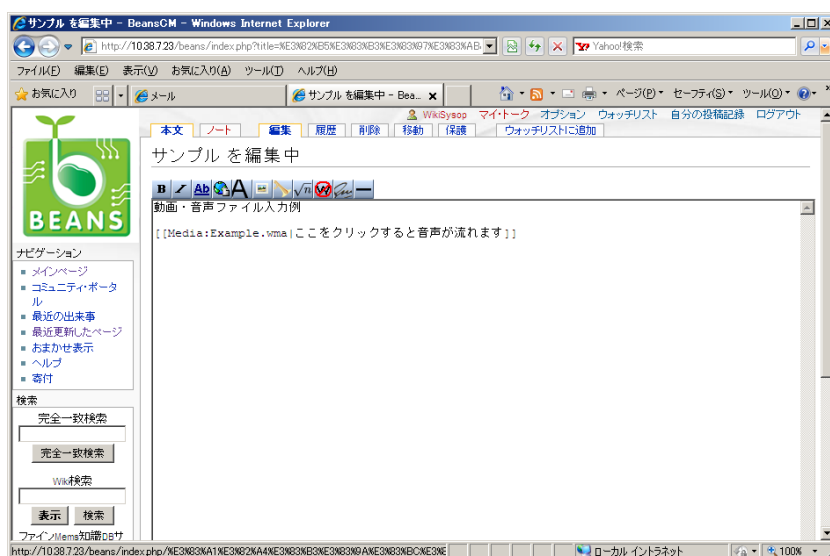 サンプル を編集中 - BeansCM - Windows Internet Explorer
http://10.38.7.23/beans/index.php?title=%E3%82%B5%E3%83%B3%E3%83%97%E3%83%AB
Yahoo!検索
ファイル(F) 編集(E) 表示(V) お気に入り(A) ツール(T) ヘルプ(H)
お気に入り メール サンプル を編集中 - Bea... ページ(P) セーフティ(S) ツール(O)
WikiSysop マイ・トーク オプション ウォッチリスト 自分の投稿記録 ログアウト
本文 ノート 編集 履歴 削除 移動 保護 ウォッチリストに追加
サンプル を編集中
B I Ab A √n W
動画・音声ファイル入力例
[[Media:Example.wma|ここをクリックすると音声が流れます]]
BEANS
ナビゲーション
メインページ
コミュニティ・ポータ
ル
最近の出来事
最近更新したページ
おまかせ表示
ヘルプ
寄付
検索
完全一致検索
完全一致検索
Wiki検索
表示 検索
ファインMems知識DBサ
http://10.38.7.23/beans/index.php/%E3%83%A1%E3%82%A4%E3%83%B3%E3%83%9A%E3%83%BC%E3%
ローカル イントラネット 100%